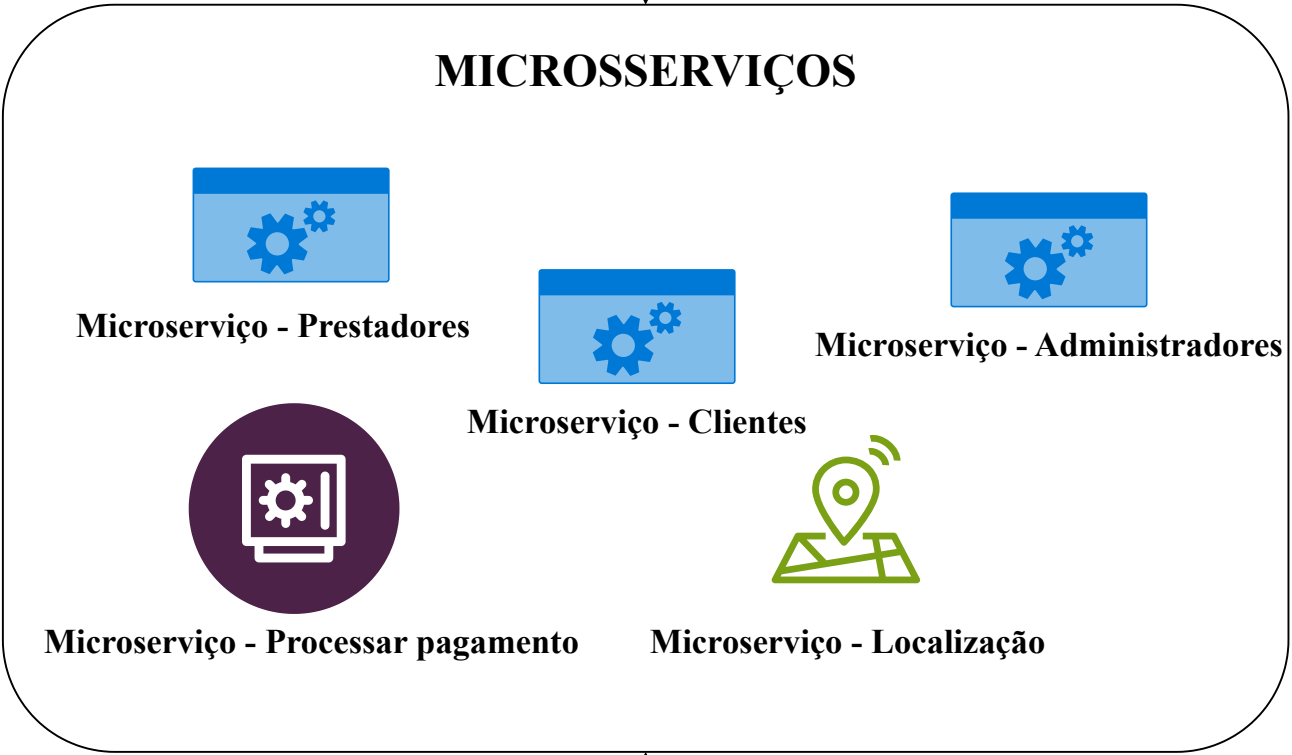 MICROSSERVIÇOS
Microserviço - Prestadores
Microserviço - Administradores
Microserviço - Clientes
Microserviço - Processar pagamento
Microserviço - Localização